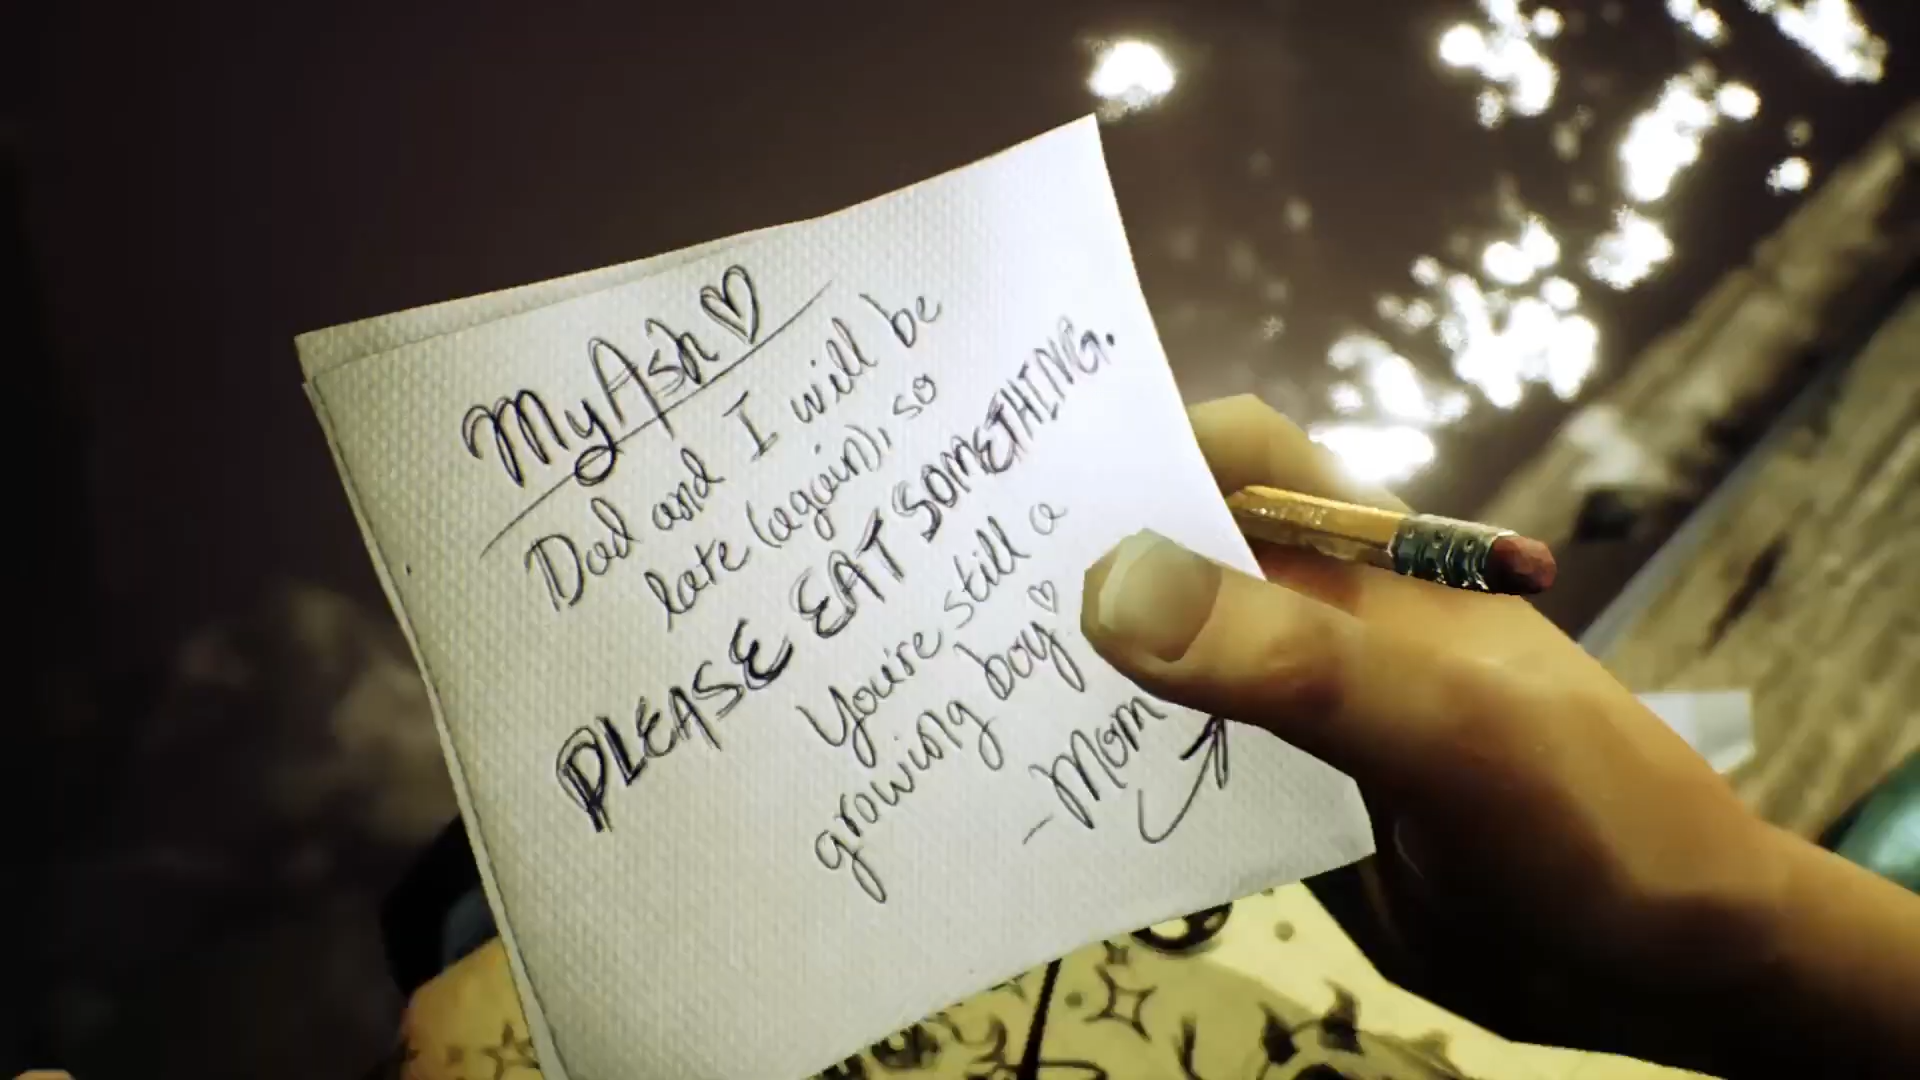 My Ash ♡
Dad and I will be
late (again), so
PLEASE EAT SOMETHING.
You're still a
growing boy ♡
- Mom